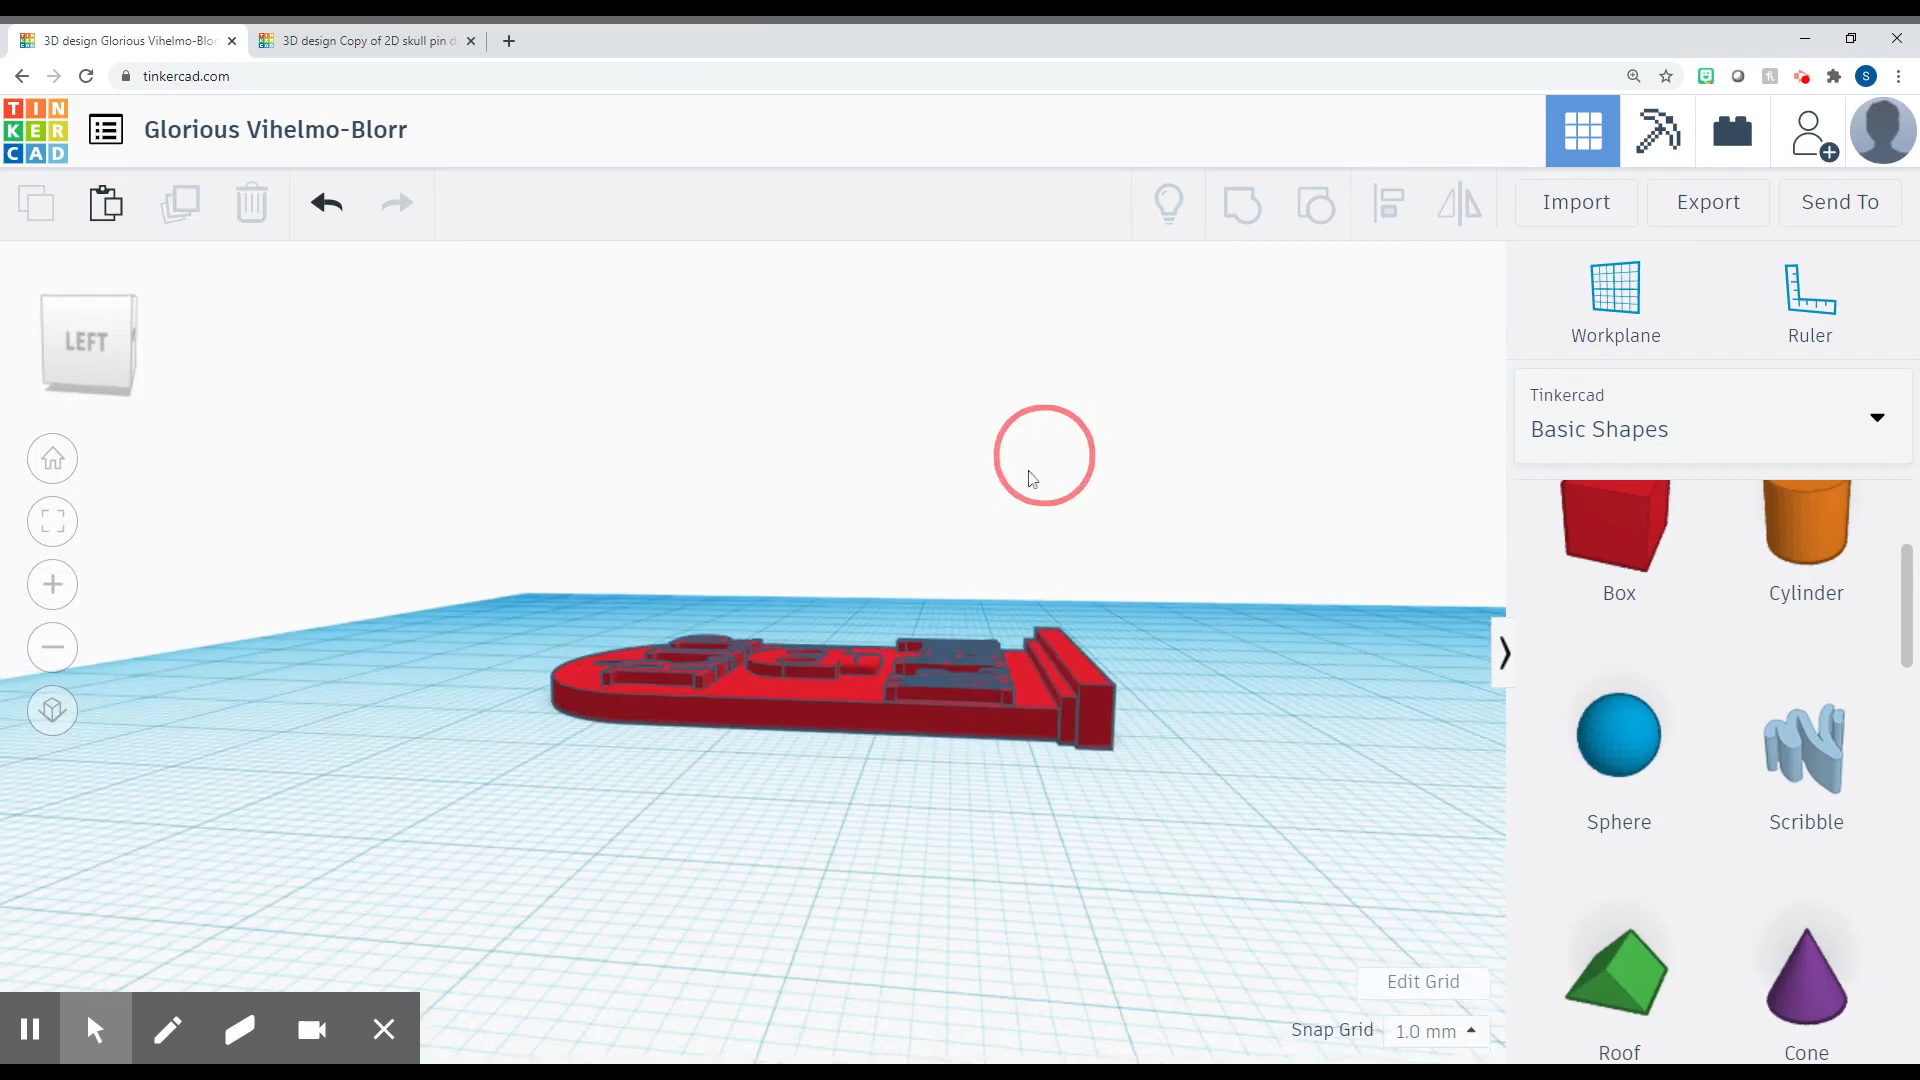 3D design Glorious Vihelmo-Blor
3D design Copy of 2D skull pin d
tinkercad.com
S
TIN
KER
CAD
Glorious Vihelmo-Blorr
Import
Export
Send To
LEFT
Workplane
Ruler
Tinkercad
Basic Shapes
Box
Cylinder
Sphere
Scribble
Roof
Cone
Edit Grid
Snap Grid
1.0 mm